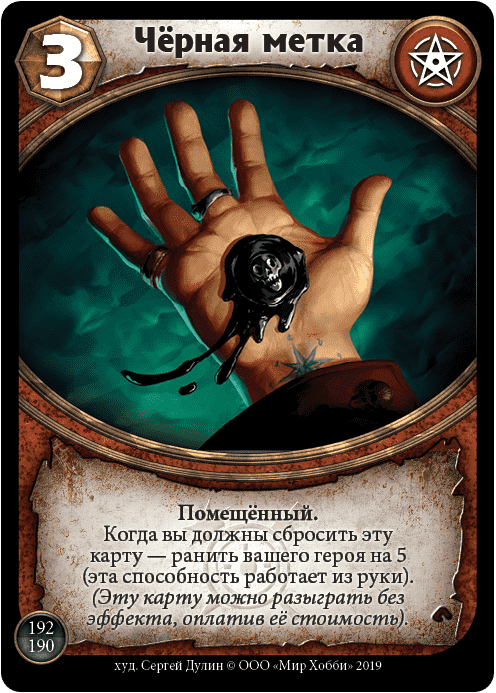 3
Чёрная метка
Помещённый.
Когда вы должны сбросить эту
карту — ранить вашего героя на 5
(эта способность работает из руки).
(Эту карту можно разыграть без
эффекта, оплатив её стоимость).
192
190
худ. Сергей Дулин © ООО «Мир Хобби» 2019